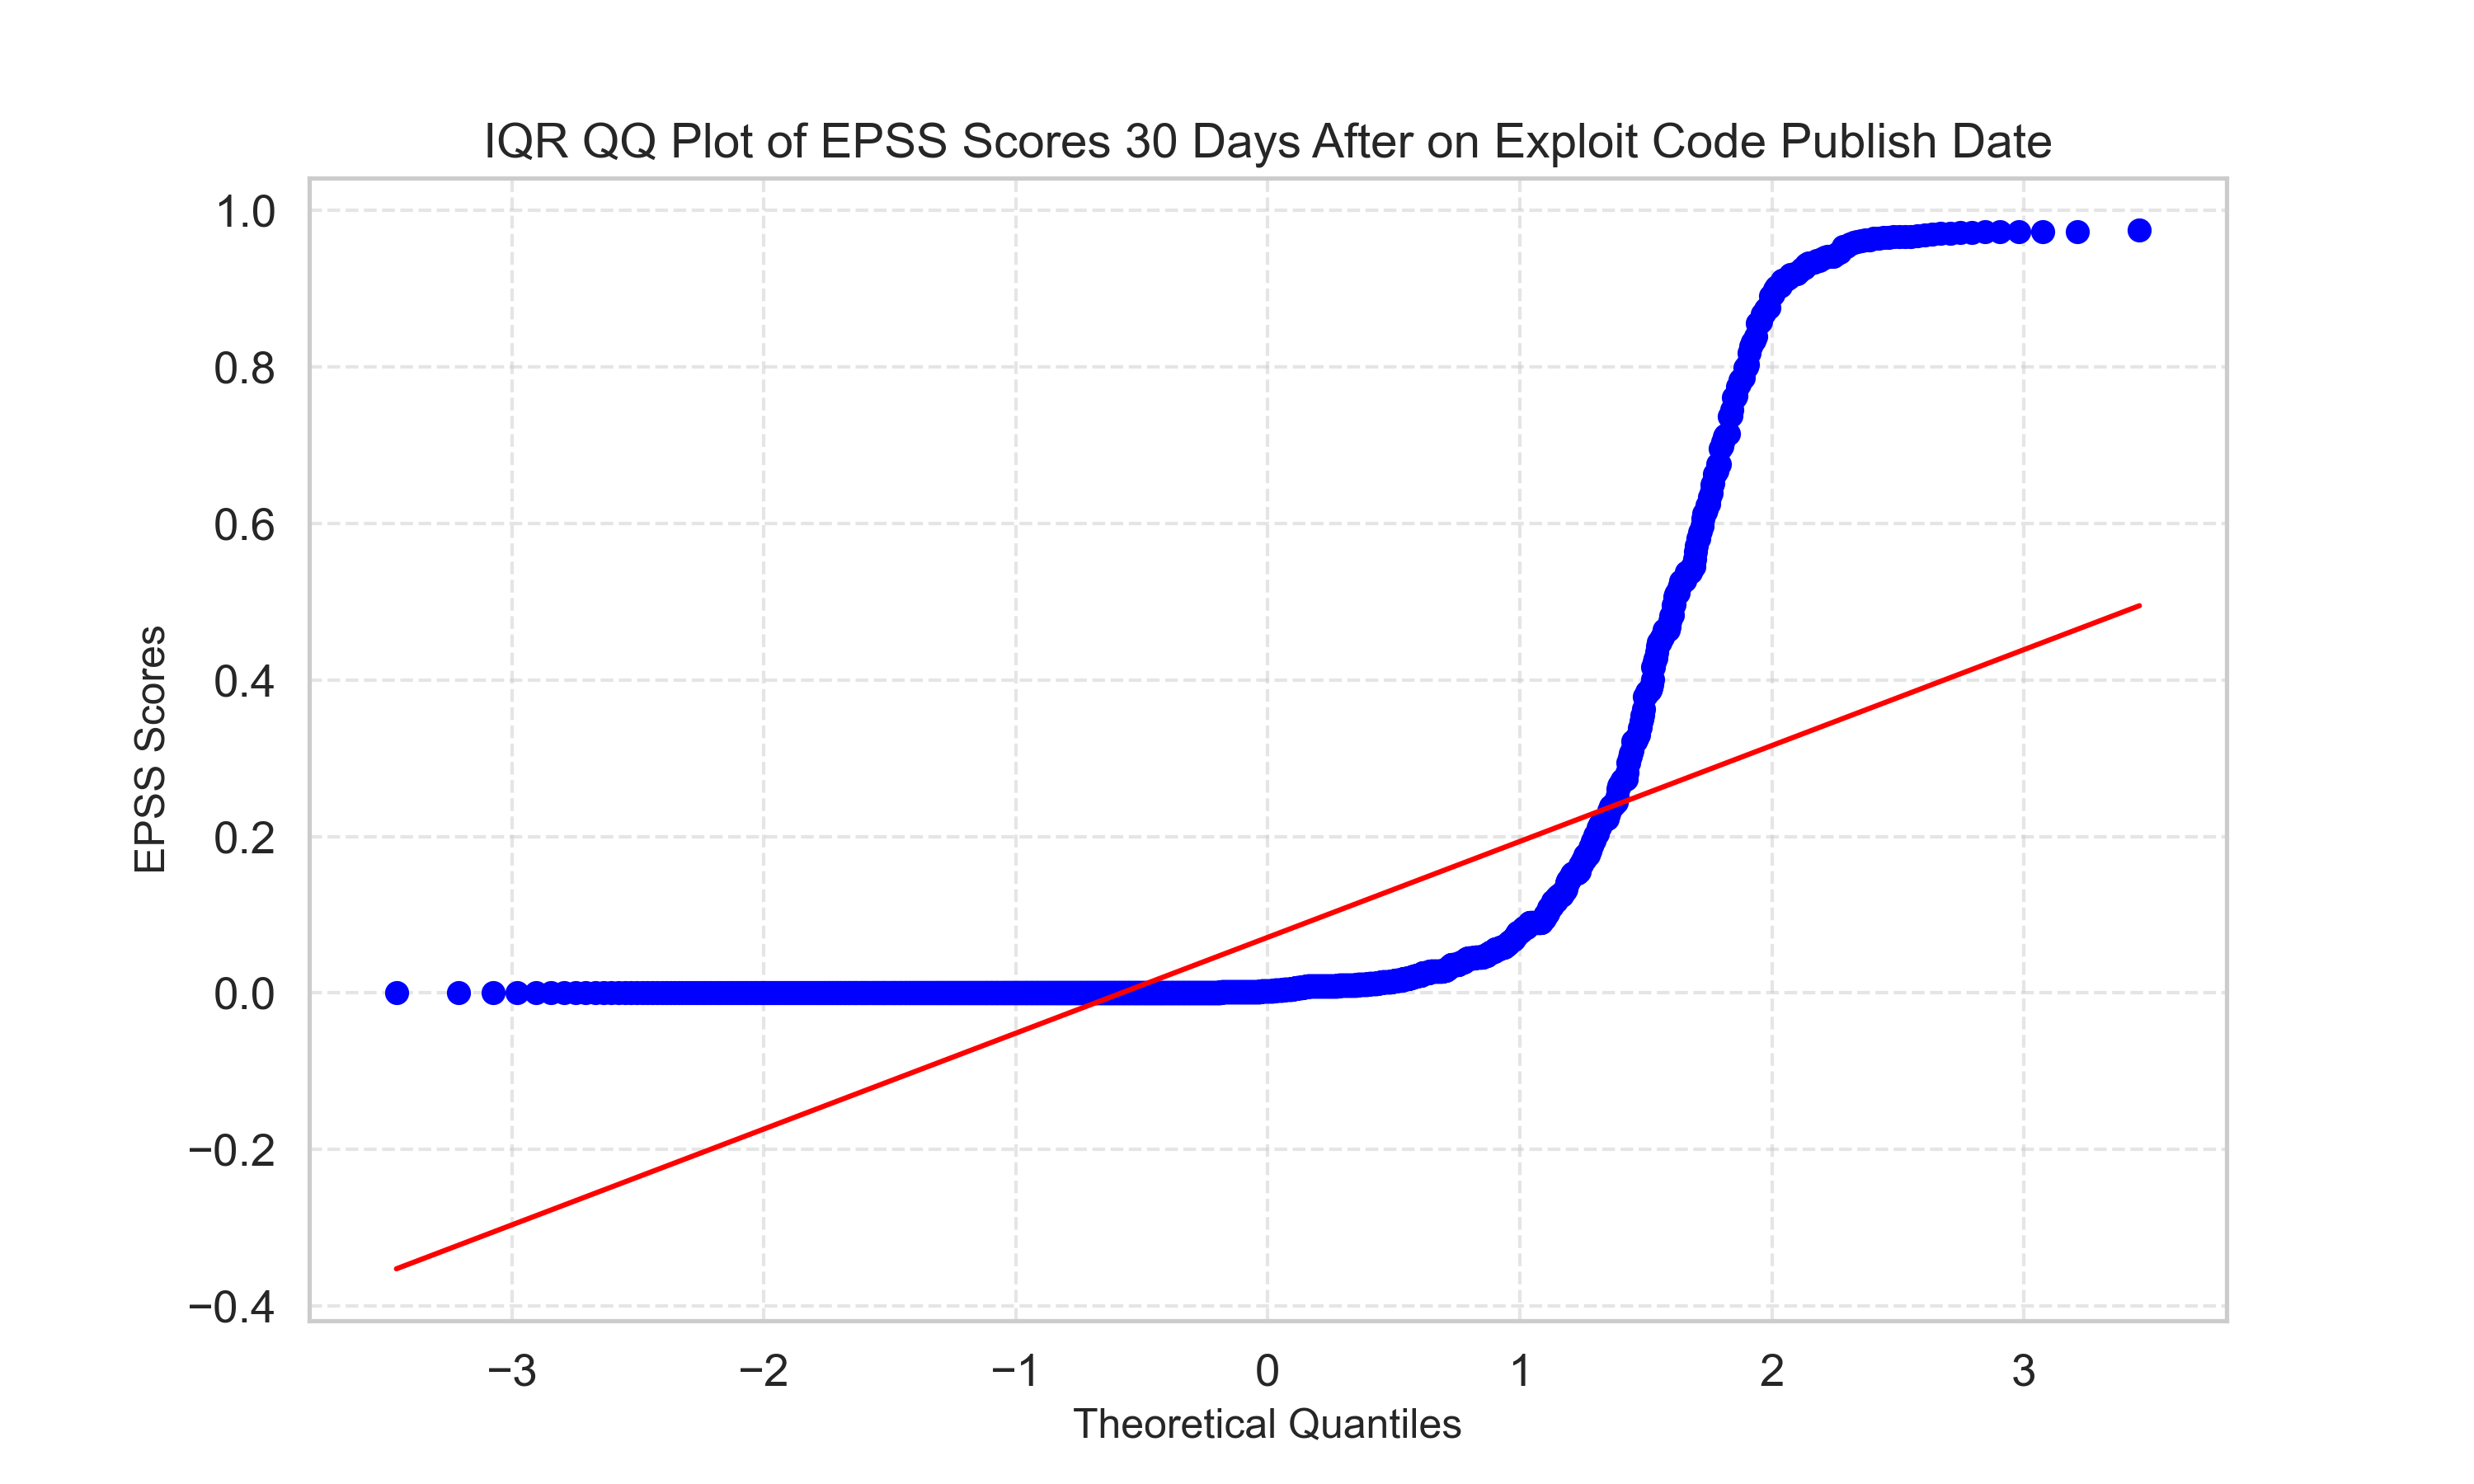 IQR QQ Plot of EPSS Scores 30 Days After on Exploit Code Publish Date
1.0
0.8
0.6
0.4
0.2
0.0
−0.2
−0.4
EPSS Scores
−3 −2 −1 0 1 2 3
Theoretical Quantiles